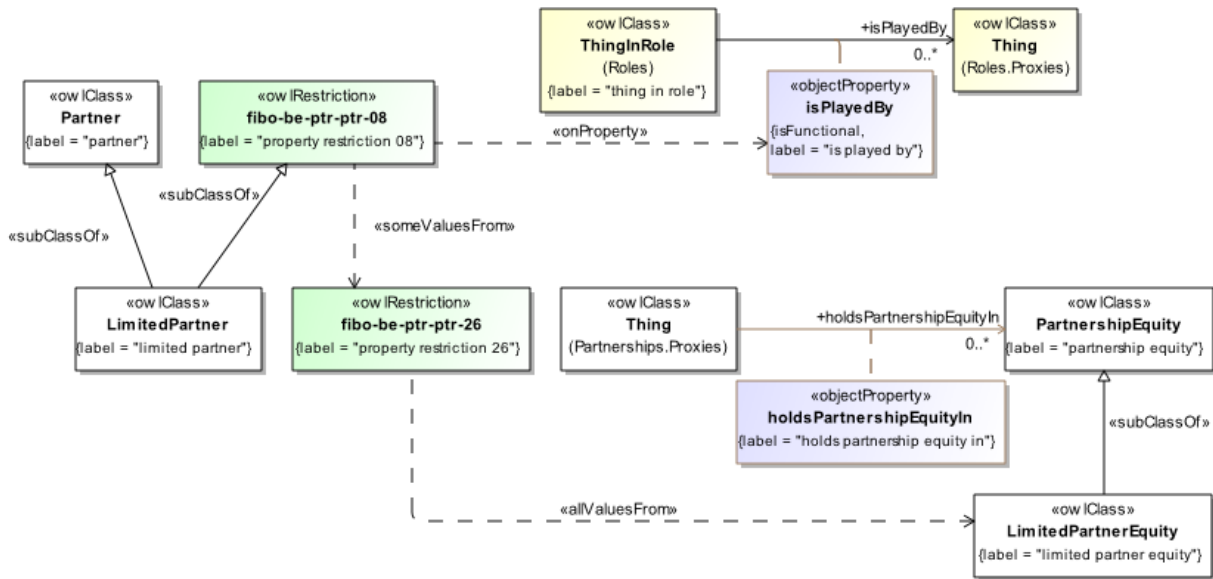 «owlClass»
ThingInRole
(Roles)
{label = "thing in role"}
+isPlayedBy
0..*
«owlClass»
Thing
(Roles.Proxies)
«objectProperty»
isPlayedBy
{isFunctional,
label = "is played by"}
«owlClass»
Partner
{label = "partner"}
«owlRestriction»
fibo-be-ptr-ptr-08
{label = "property restriction 08"}
«onProperty»
«subClassOf»
«subClassOf»
«someValuesFrom»
«owlClass»
LimitedPartner
{label = "limited partner"}
«owlRestriction»
fibo-be-ptr-ptr-26
{label = "property restriction 26"}
«owlClass»
Thing
(Partnerships.Proxies)
+holdsPartnershipEquityIn
0..*
«owlClass»
PartnershipEquity
{label = "partnership equity"}
«objectProperty»
holdsPartnershipEquityIn
{label = "holds partnership equity in"}
«subClassOf»
«allValuesFrom»
«owlClass»
LimitedPartnerEquity
{label = "limited partner equity"}